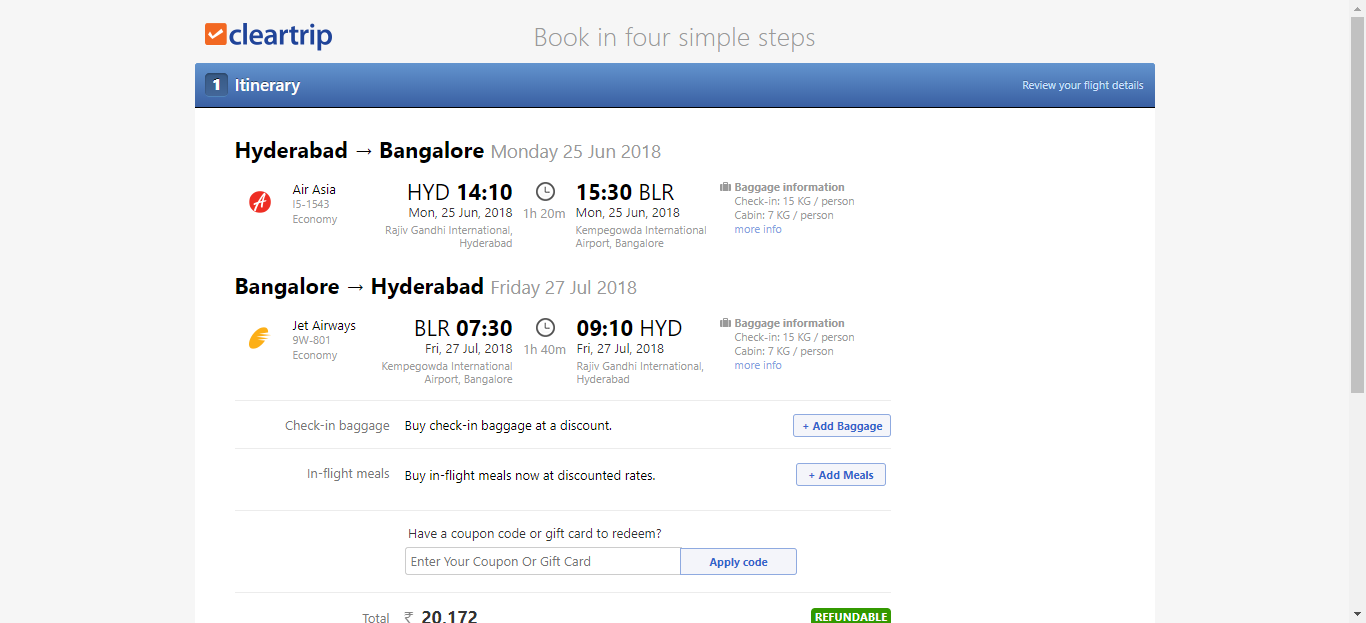 cleartrip
Book in four simple steps
1 Itinerary
Review your flight details
Hyderabad → Bangalore Monday 25 Jun 2018
Air Asia
I5-1543
Economy
HYD 14:10
Mon, 25 Jun, 2018
Rajiv Gandhi International,
Hyderabad
1h 20m
15:30 BLR
Mon, 25 Jun, 2018
Kempegowda International
Airport, Bangalore
Baggage information
Check-in: 15 KG / person
Cabin: 7 KG / person
more info
Bangalore → Hyderabad Friday 27 Jul 2018
Jet Airways
9W-801
Economy
BLR 07:30
Fri, 27 Jul, 2018
Kempegowda International
Airport, Bangalore
1h 40m
09:10 HYD
Fri, 27 Jul, 2018
Rajiv Gandhi International,
Hyderabad
Baggage information
Check-in: 15 KG / person
Cabin: 7 KG / person
more info
Check-in baggage Buy check-in baggage at a discount. + Add Baggage
In-flight meals Buy in-flight meals now at discounted rates. + Add Meals
Have a coupon code or gift card to redeem?
Enter Your Coupon Or Gift Card Apply code
Total ₹ 20,172 REFUNDABLE